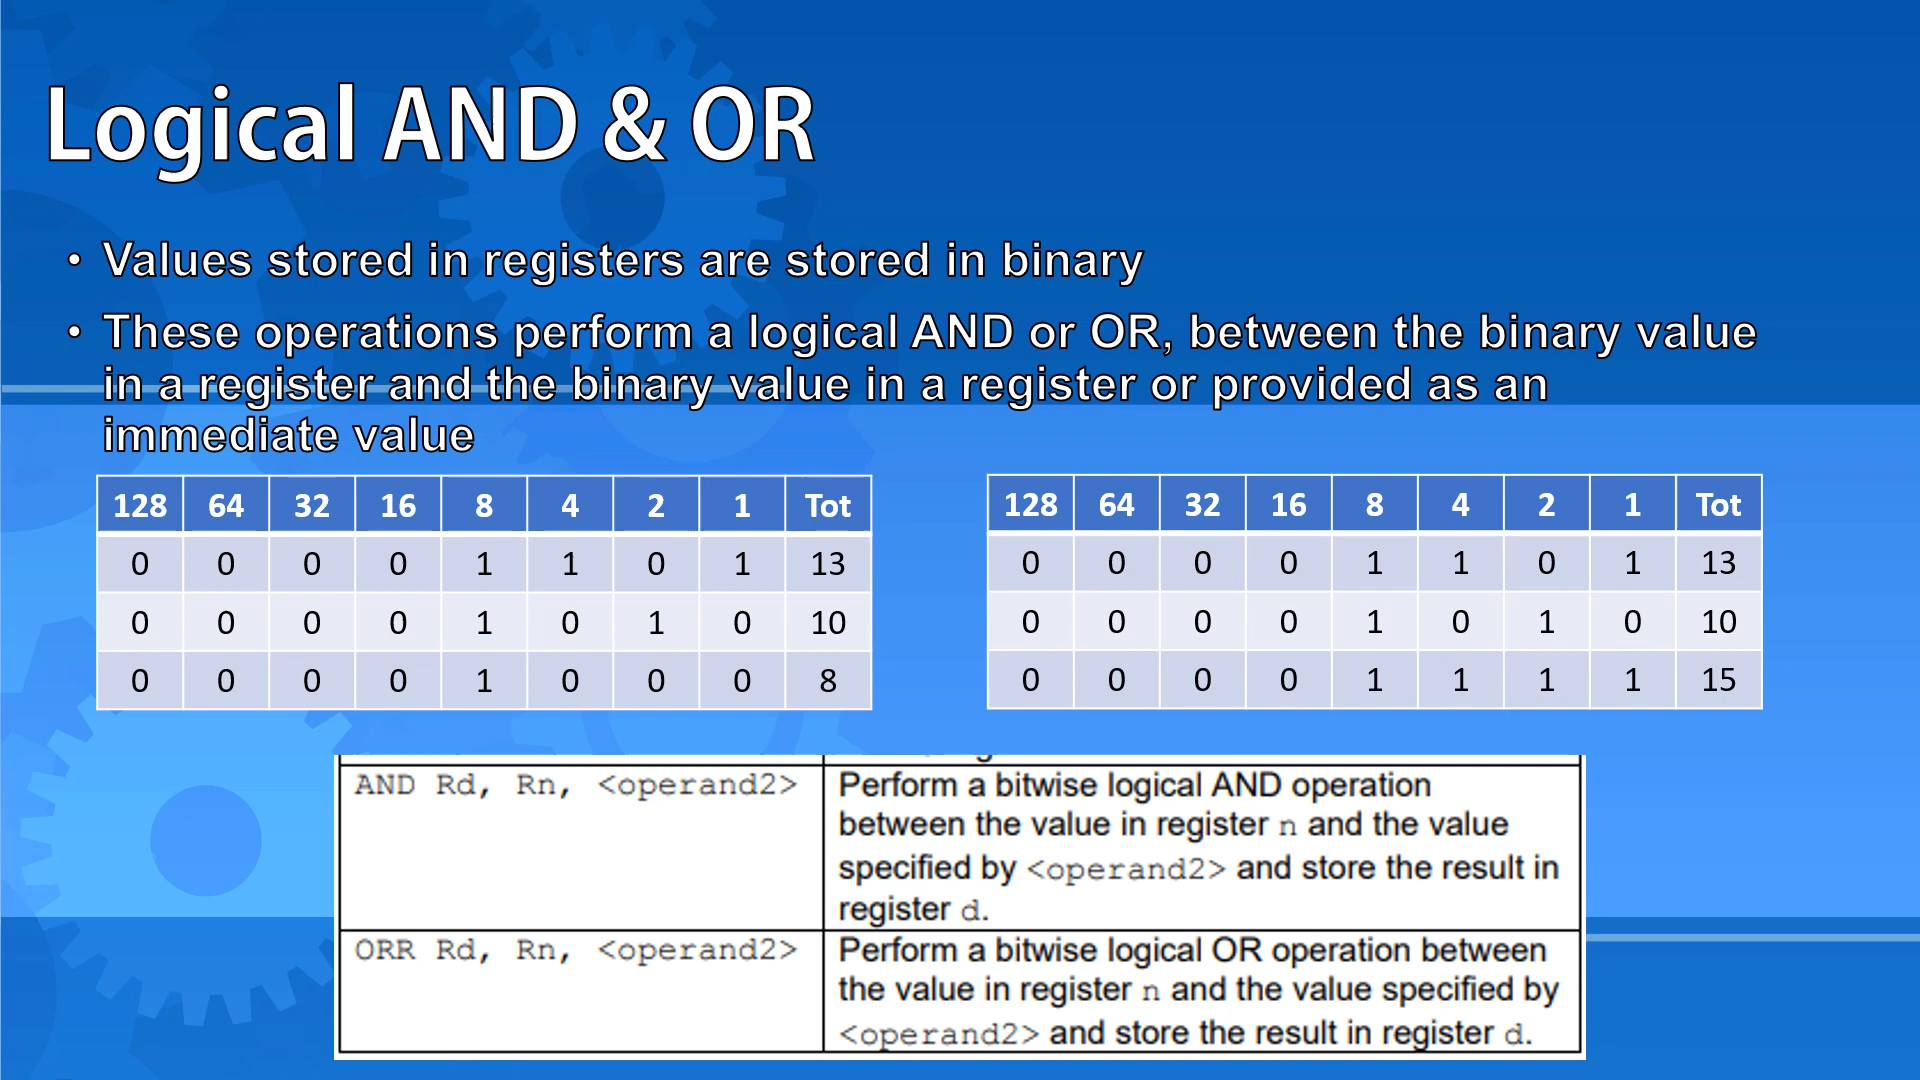 Logical AND & OR
• Values stored in registers are stored in binary
• These operations perform a logical AND or OR, between the binary value
in a register and the binary value in a register or provided as an
immediate value
128 64 32 16 8 4 2 1 Tot
0 0 0 0 1 1 0 1 13
0 0 0 0 1 0 1 0 10
0 0 0 0 1 0 0 0 8
128 64 32 16 8 4 2 1 Tot
0 0 0 0 1 1 0 1 13
0 0 0 0 1 0 1 0 10
0 0 0 0 1 1 1 1 15
AND Rd, Rn, <operand2>
Perform a bitwise logical AND operation
between the value in register n and the value
specified by <operand2> and store the result in
register d.
ORR Rd, Rn, <operand2>
Perform a bitwise logical OR operation between
the value in register n and the value specified by
<operand2> and store the result in register d.